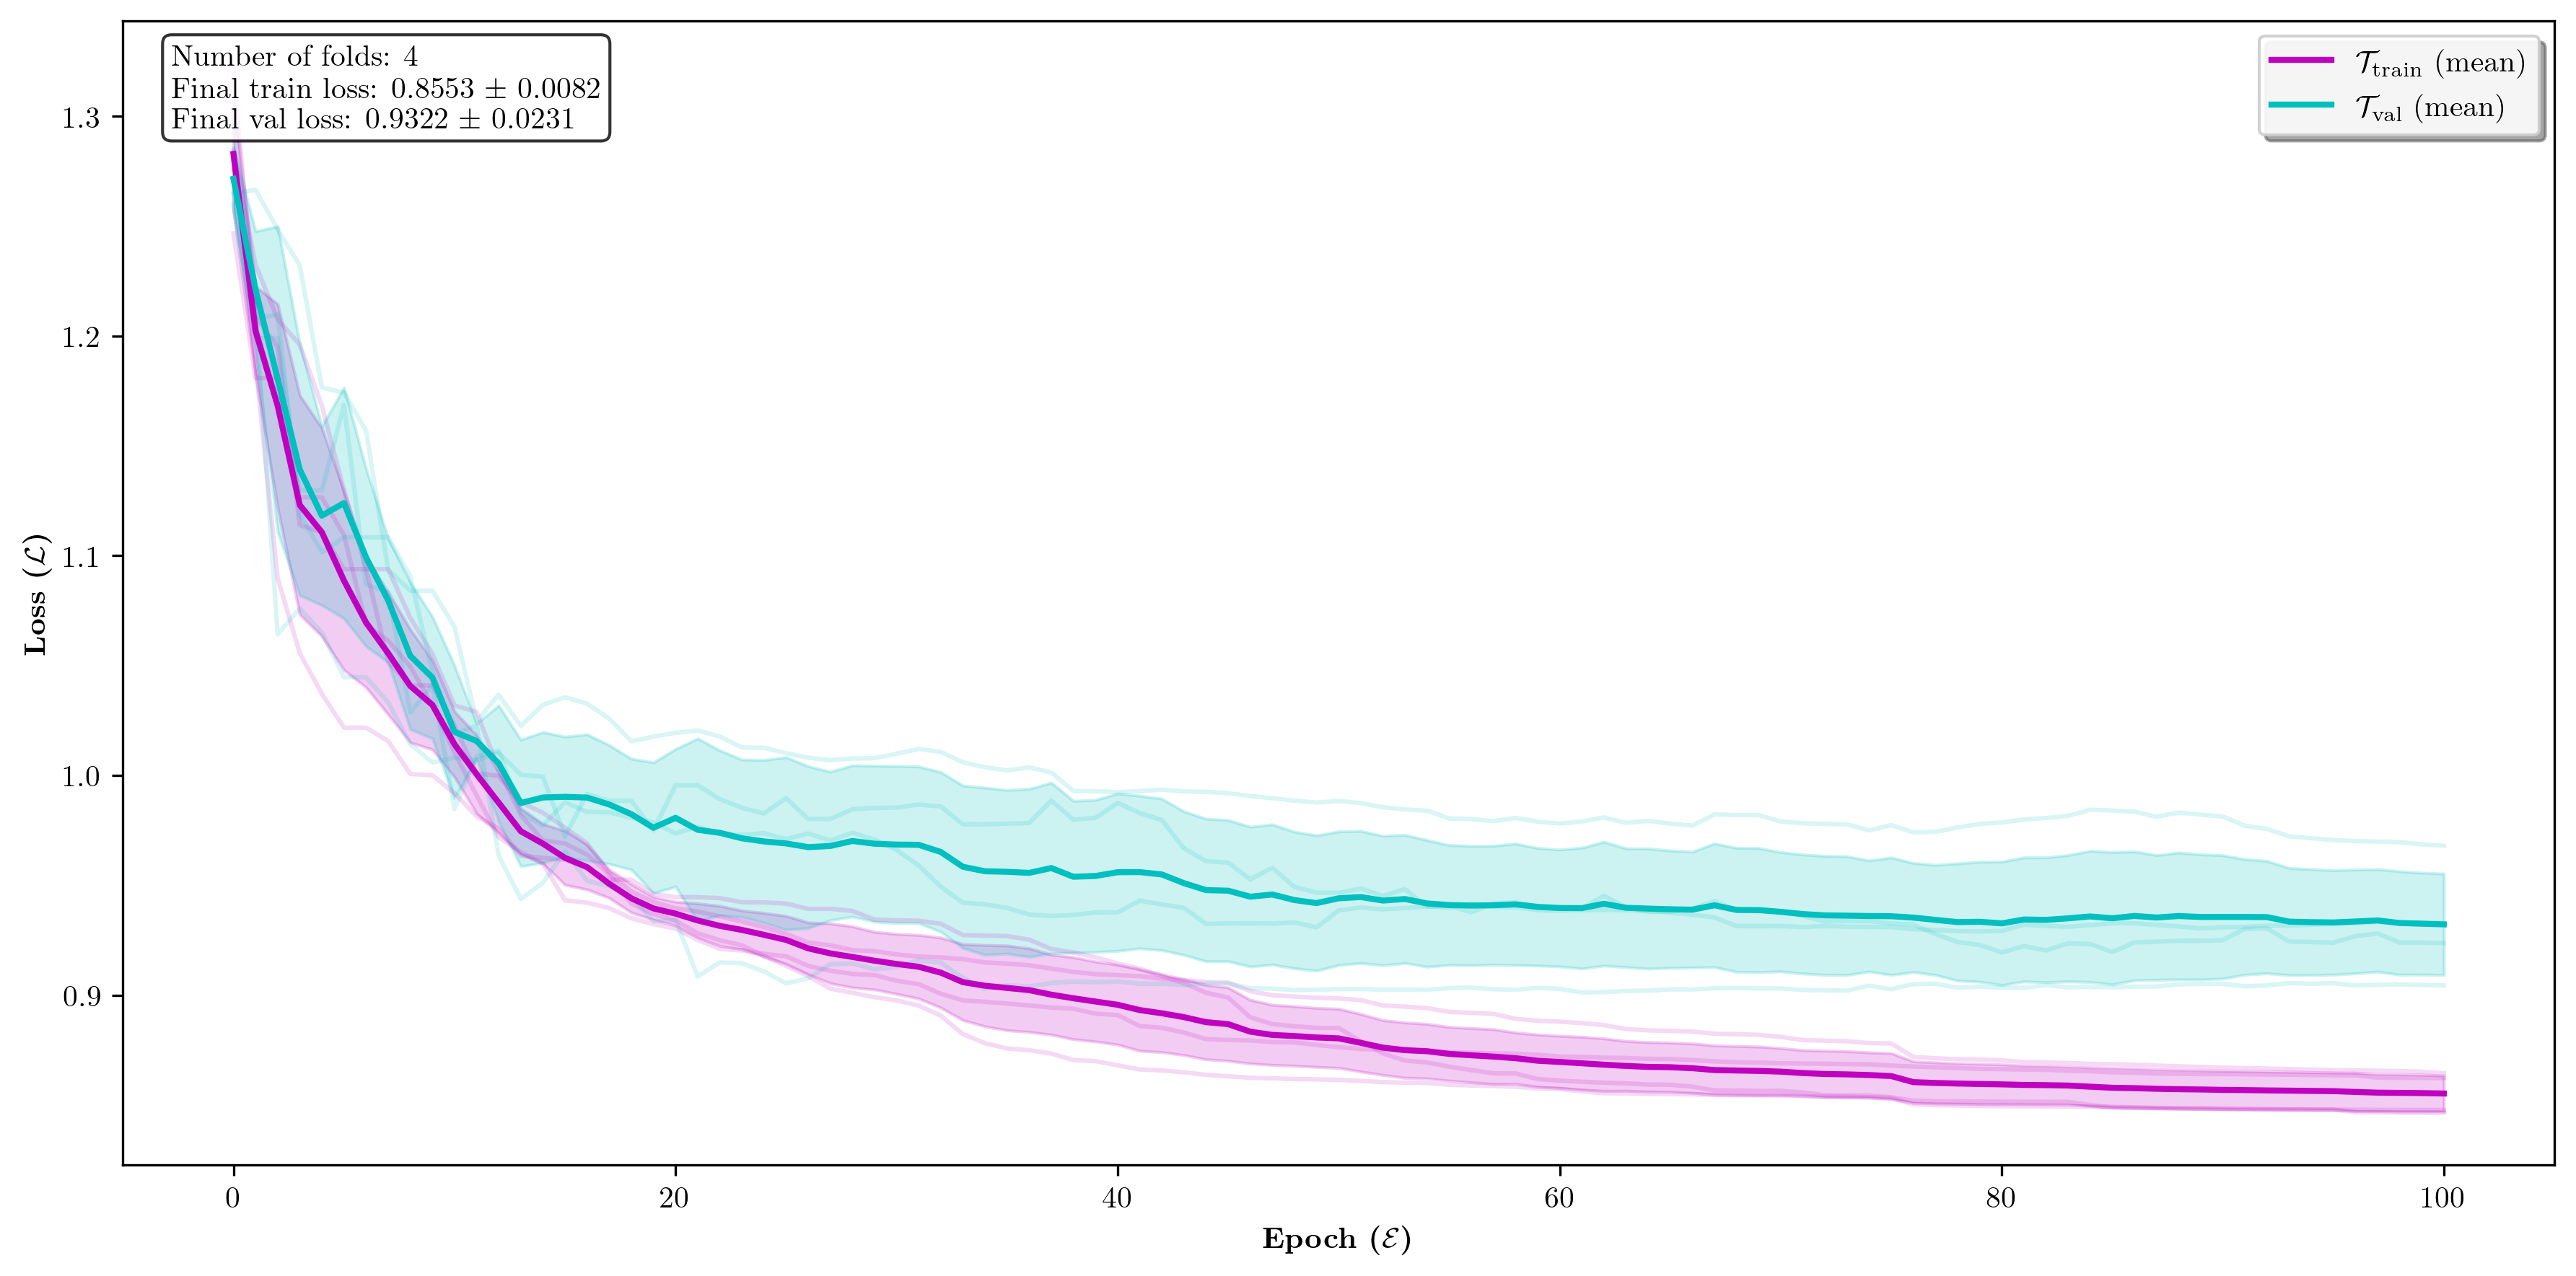 Number of folds: 4
Final train loss: 0.8553 ± 0.0082
Final val loss: 0.9322 ± 0.0231
𝒯train (mean)
𝒯val (mean)
1.3
1.2
1.1
1.0
0.9
Loss (ℒ)
0 20 40 60 80 100
Epoch (ℰ)